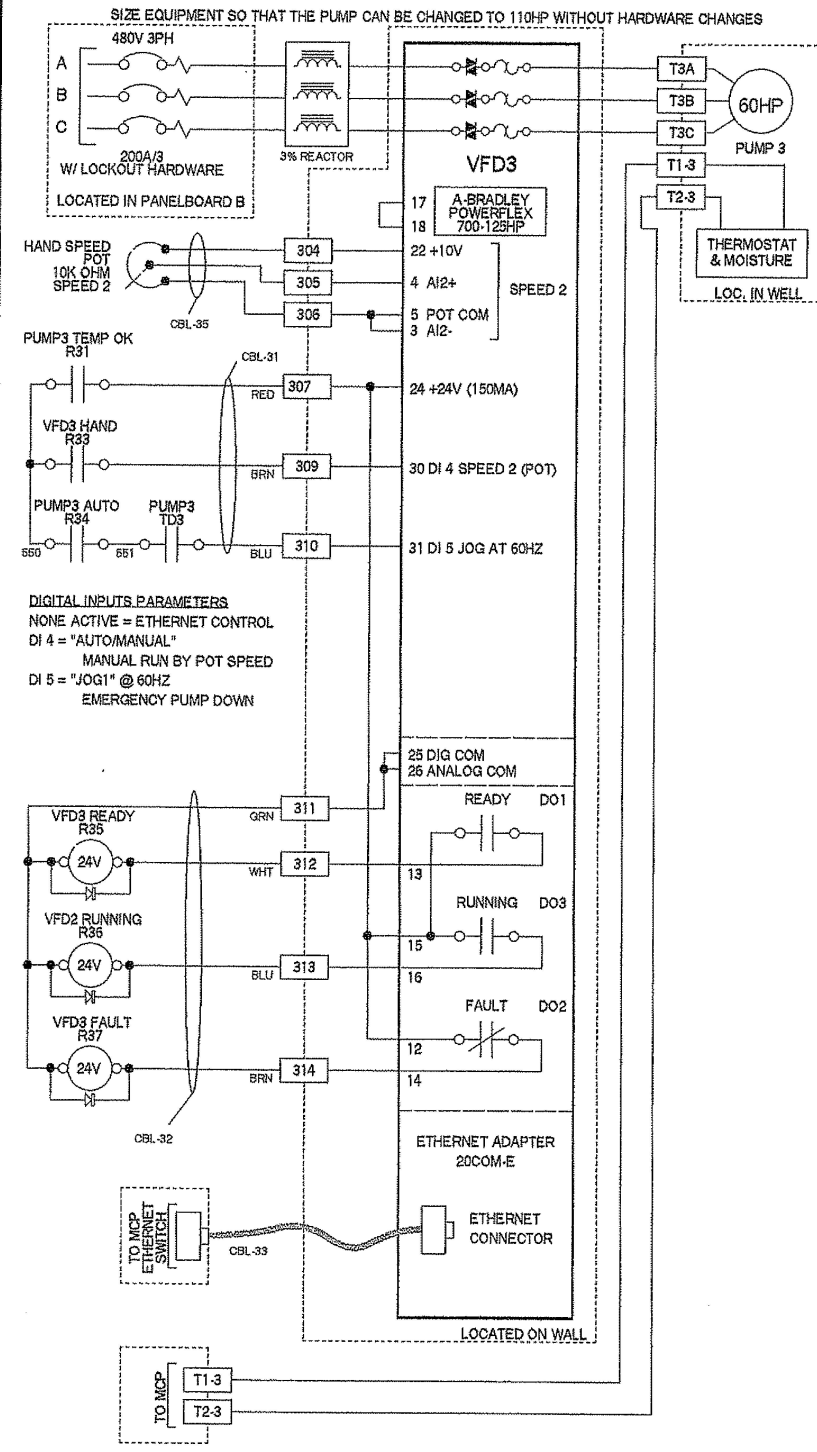 SIZE EQUIPMENT SO THAT THE PUMP CAN BE CHANGED TO 110HP WITHOUT HARDWARE CHANGES
480V 3PH
A
B
C
200A/3
W/ LOCKOUT HARDWARE
LOCATED IN PANELBOARD B
3% REACTOR
VFD3
A-BRADLEY
POWERFLEX
700-125HP
17
18
T3A
T3B
T3C
T1-3
T2-3
60HP
PUMP 3
THERMOSTAT
& MOISTURE
LOC. IN WELL
HAND SPEED
POT
10K OHM
SPEED 2
CBL-35
304
305
306
22 +10V
4 AI2+
5 POT COM
3 AI2-
SPEED 2
PUMP3 TEMP OK
R31
CBL-31
RED
307
24 +24V (150MA)
VFD3 HAND
R33
BRN
309
30 DI 4 SPEED 2 (POT)
PUMP3 AUTO
R34
PUMP3
TD3
550
551
BLU
310
31 DI 5 JOG AT 60HZ
DIGITAL INPUTS PARAMETERS
NONE ACTIVE = ETHERNET CONTROL
DI 4 = "AUTO/MANUAL"
MANUAL RUN BY POT SPEED
DI 5 = "JOG1" @ 60HZ
EMERGENCY PUMP DOWN
25 DIG COM
26 ANALOG COM
GRN
311
READY DO1
VFD3 READY
R35
24V
WHT
312
13
RUNNING DO3
VFD2 RUNNING
R36
24V
BLU
313
15
16
FAULT DO2
VFD3 FAULT
R37
24V
BRN
314
12
14
CBL-32
ETHERNET ADAPTER
20COM-E
TO MCP
ETHERNET
SWITCH
CBL-33
ETHERNET
CONNECTOR
LOCATED ON WALL
TO MCP
T1-3
T2-3